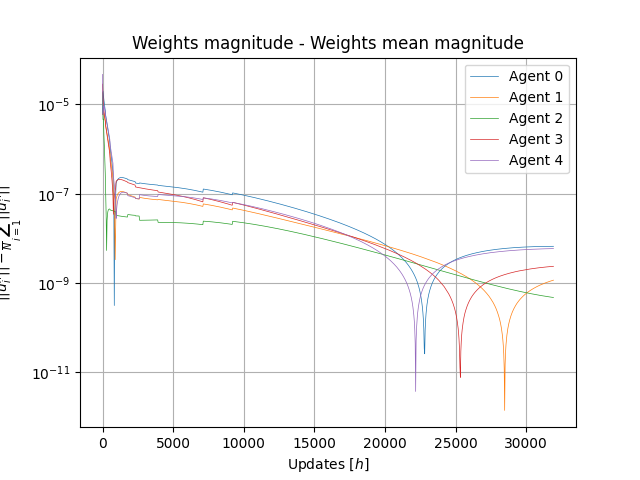 Weights magnitude - Weights mean magnitude
Agent 0
Agent 1
Agent 2
Agent 3
Agent 4
10⁻⁵
10⁻⁷
10⁻⁹
10⁻¹¹
0 5000 10000 15000 20000 25000 30000
Updates [h]